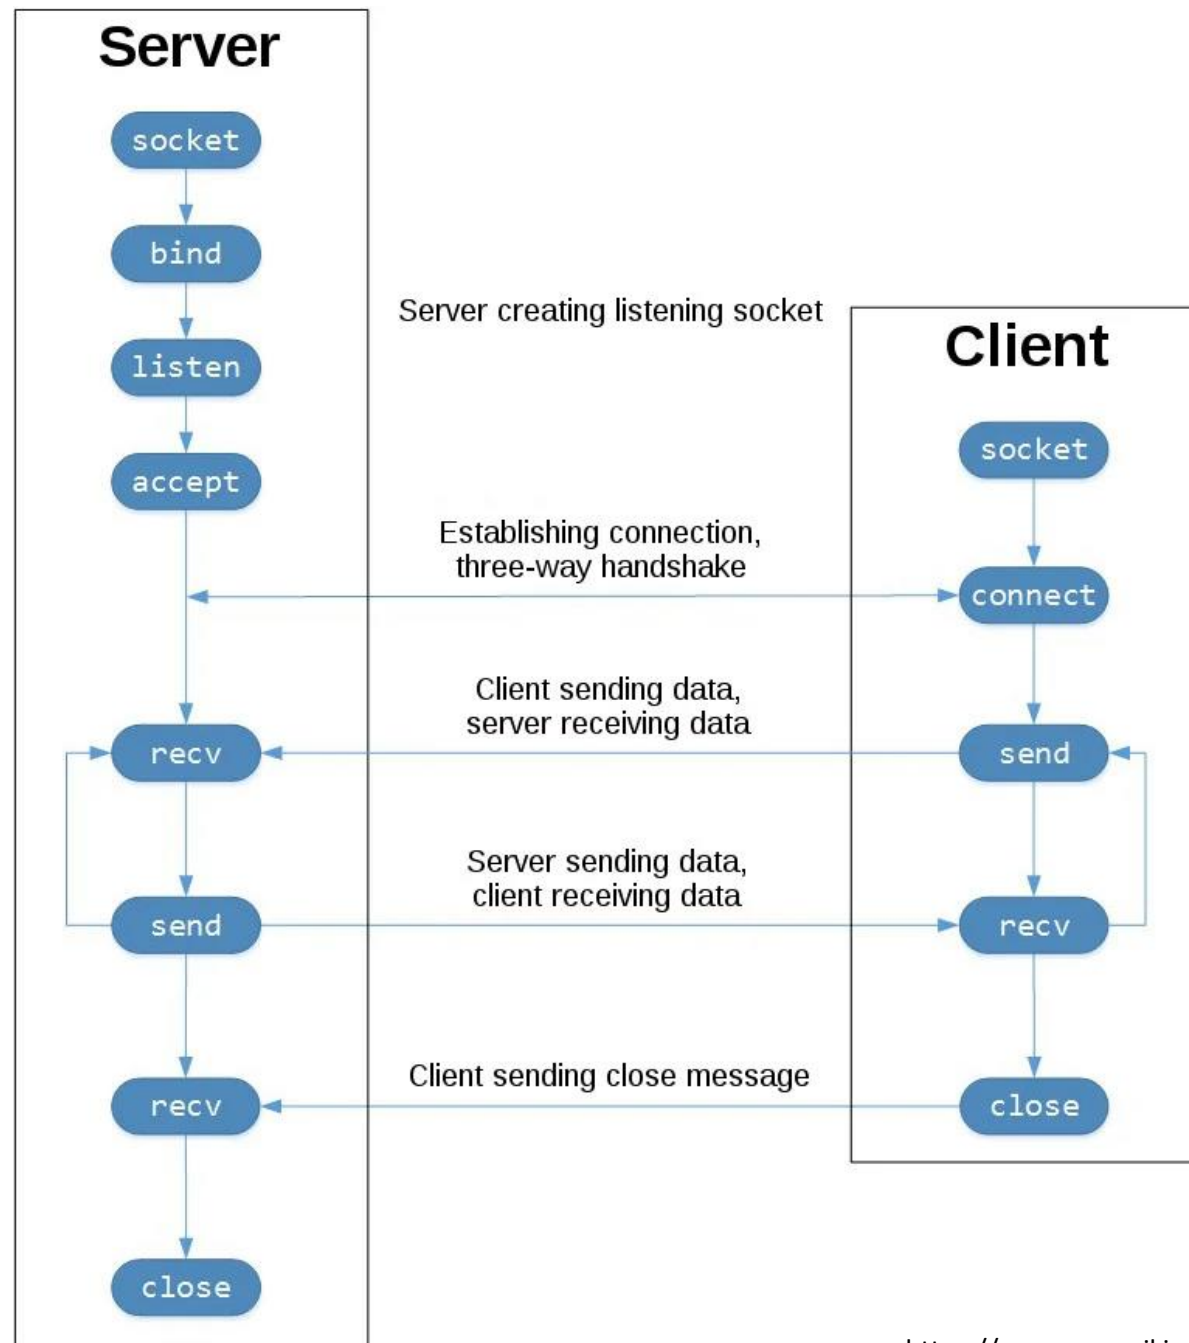 Server
socket
bind
listen
accept
Server creating listening socket
Client
socket
Establishing connection,
three-way handshake
connect
Client sending data,
server receiving data
recv
send
Server sending data,
client receiving data
send
recv
Client sending close message
recv
close
close